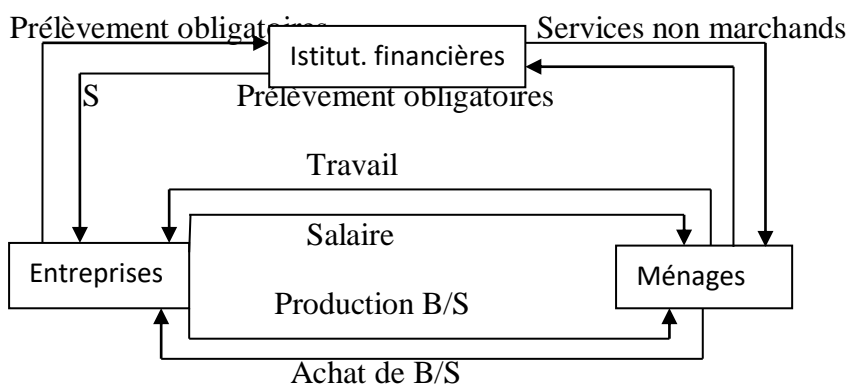 Prélèvement obligatoires
Services non marchands
Istitut. financières
S
Prélèvement obligatoires
Travail
Salaire
Entreprises
Ménages
Production B/S
Achat de B/S